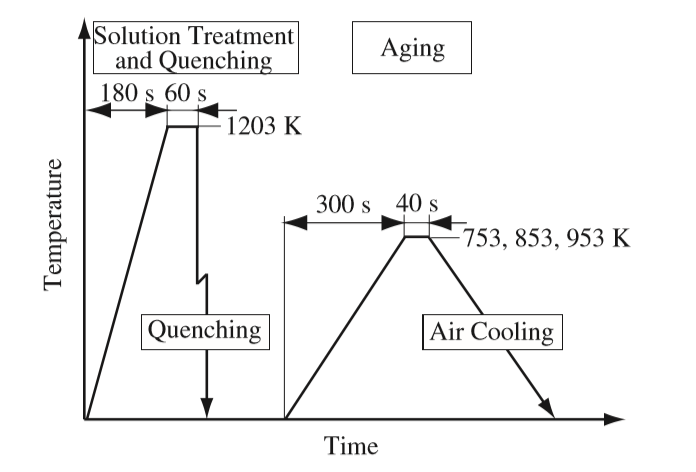 Solution Treatment
and Quenching
Aging
180 s 60 s
1203 K
300 s 40 s
753, 853, 953 K
Quenching
Air Cooling
Temperature
Time